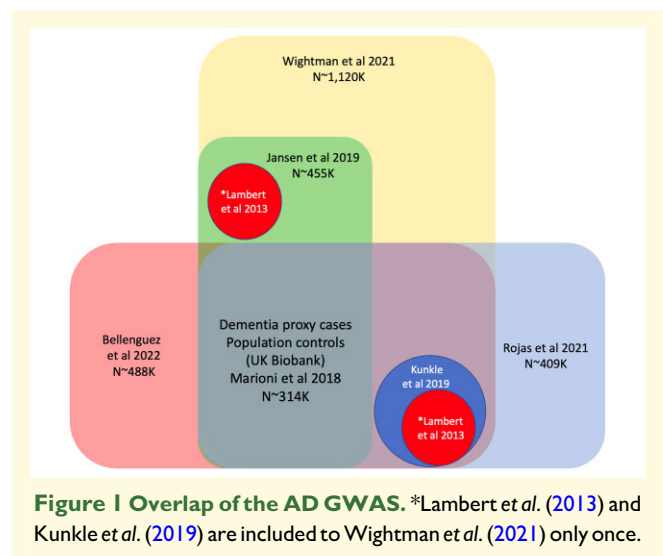 Wightman et al 2021
N~1,120K
Jansen et al 2019
N~455K
*Lambert
et al 2013
Bellenguez
et al 2022
N~488K
Dementia proxy cases
Population controls
(UK Biobank)
Marioni et al 2018
N~314K
Kunkle
et al 2019
*Lambert
et al 2013
Rojas et al 2021
N~409K
Figure 1 Overlap of the AD GWAS. *Lambert et al. (2013) and
Kunkle et al. (2019) are included to Wightman et al. (2021) only once.